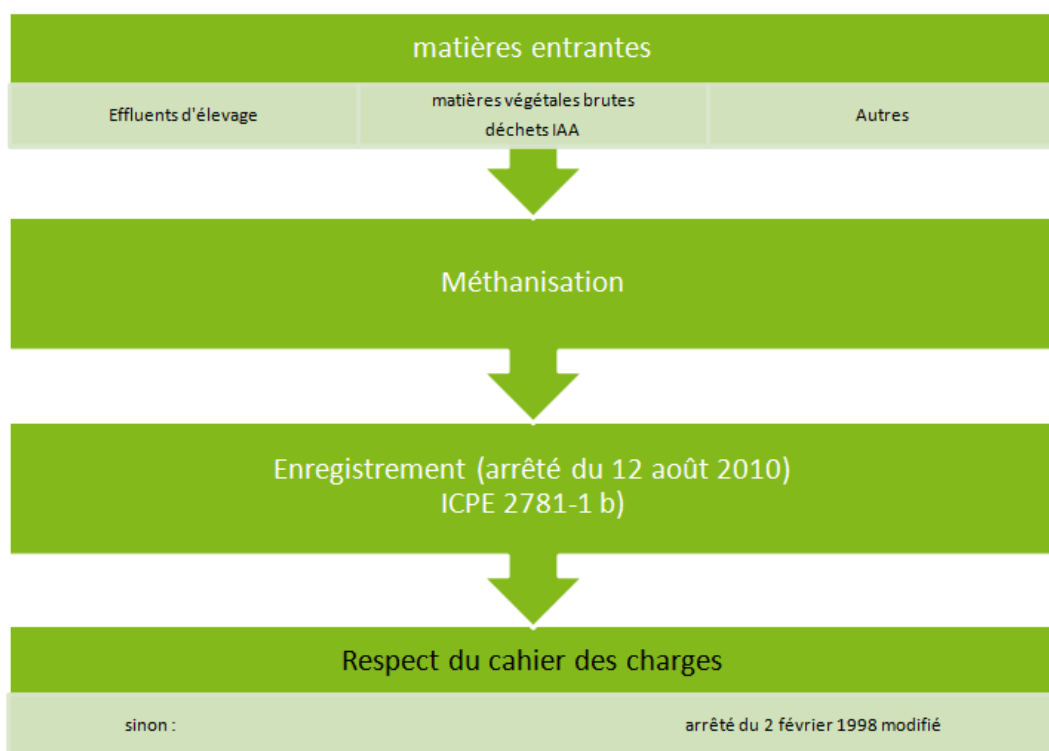 matières entrantes
Effluents d'élevage
matières végétales brutes
déchets IAA
Autres
Méthanisation
Enregistrement (arrêté du 12 août 2010)
ICPE 2781-1 b)
Respect du cahier des charges
sinon :
arrêté du 2 février 1998 modifié